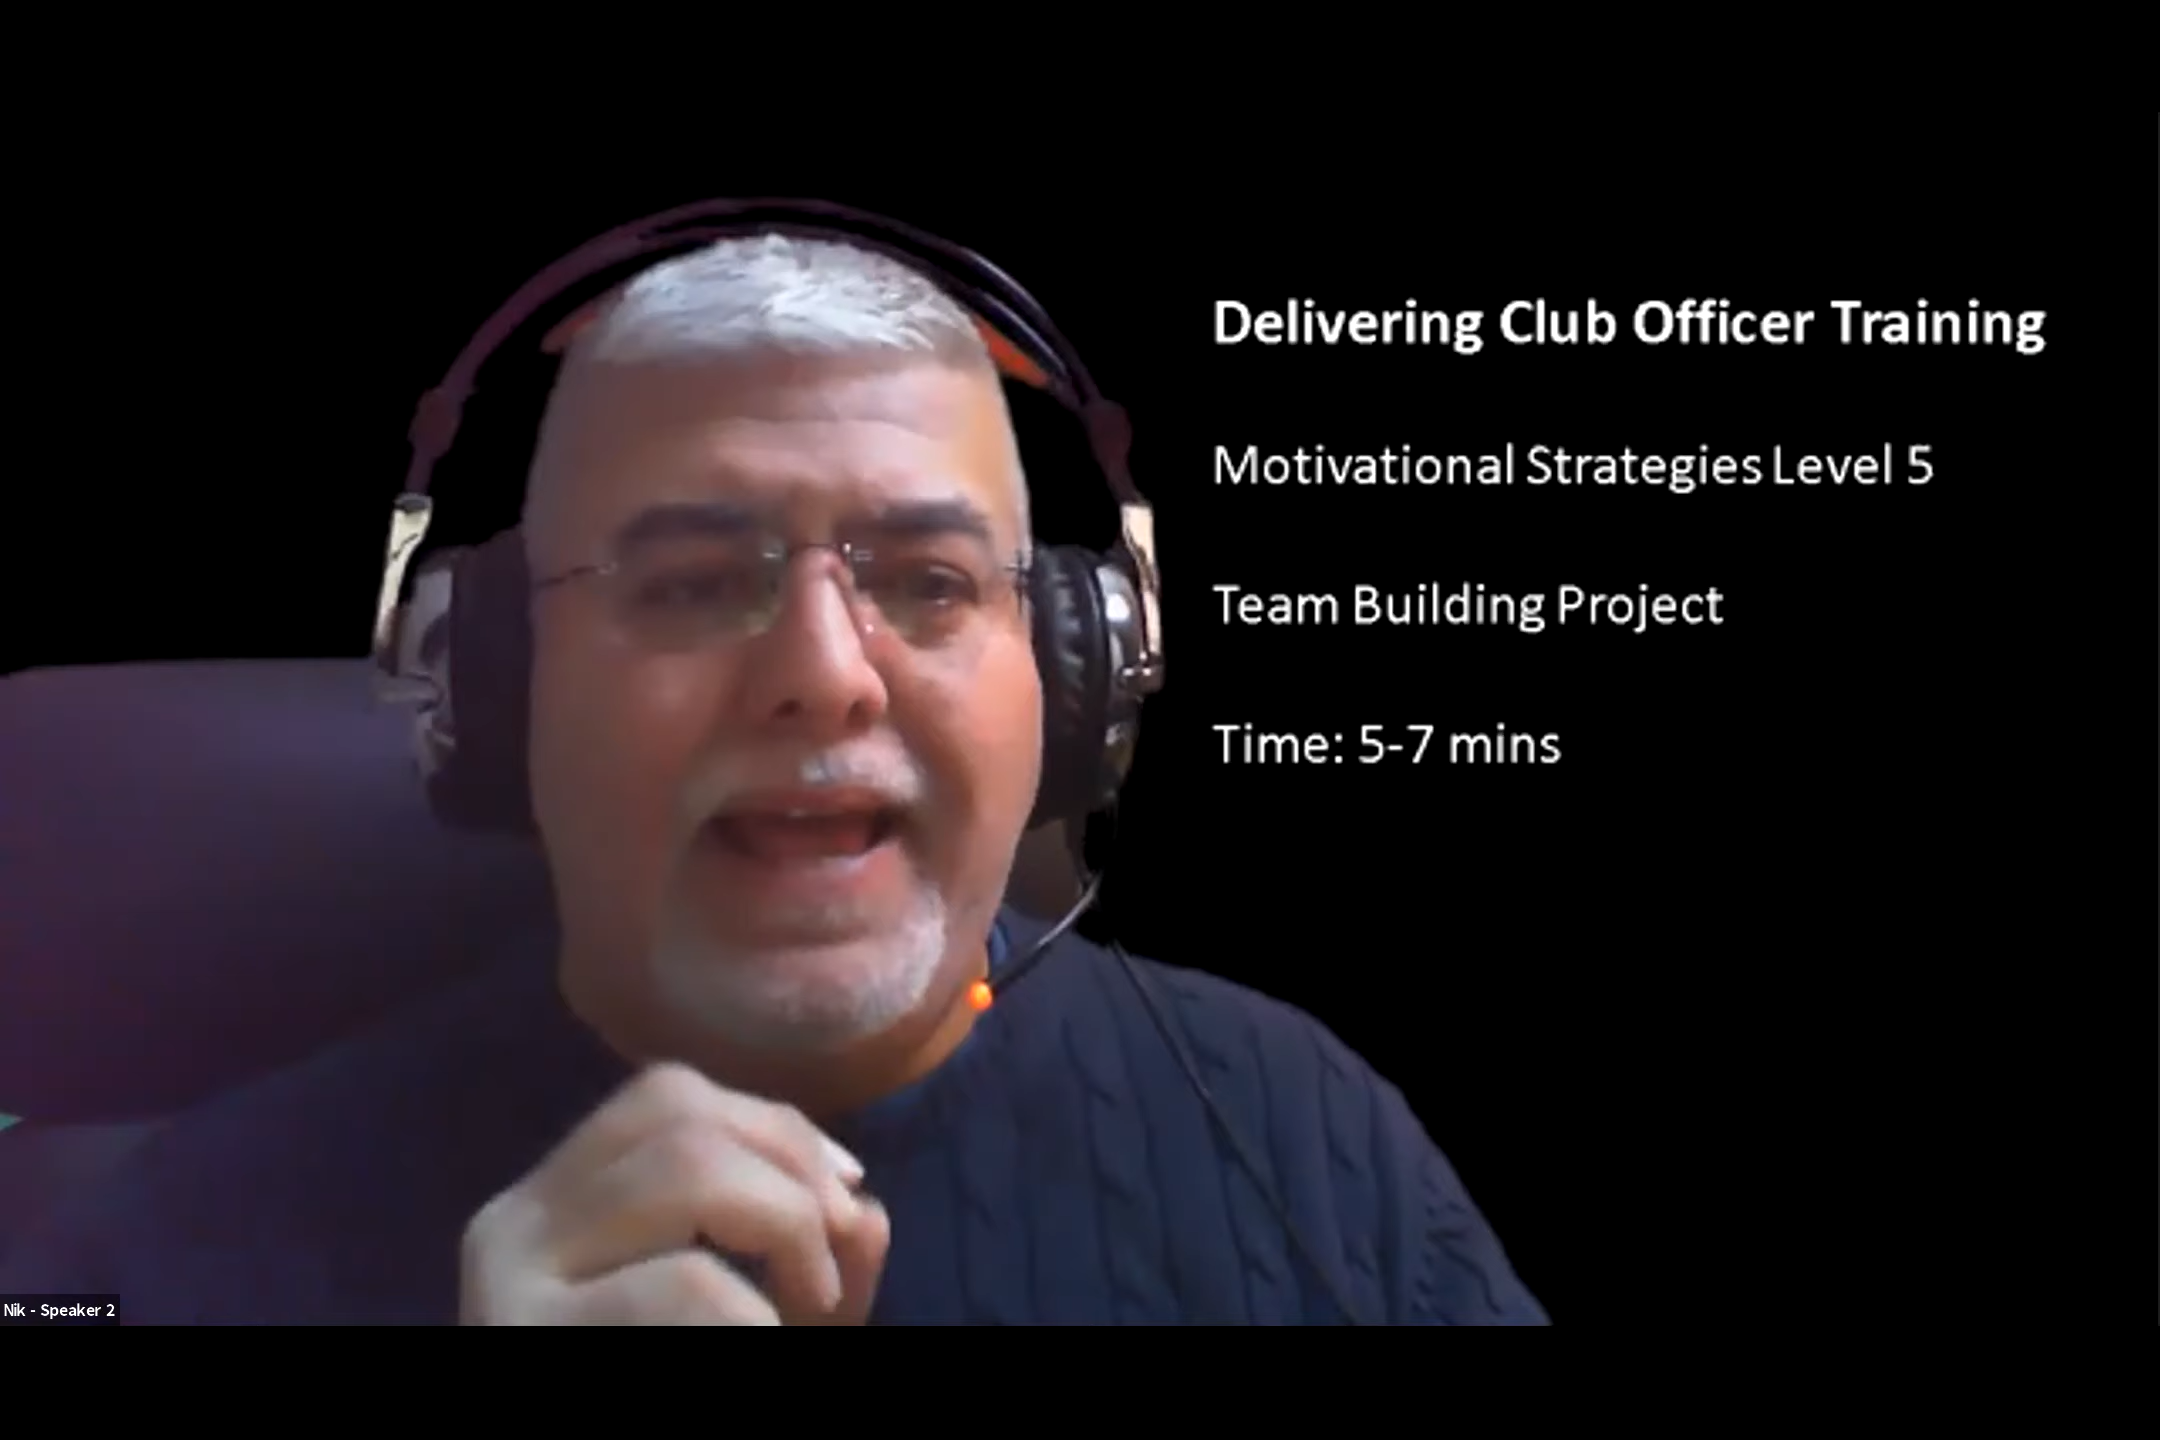 Delivering Club Officer Training
Motivational Strategies Level 5
Team Building Project
Time: 5-7 mins
Nik - Speaker 2